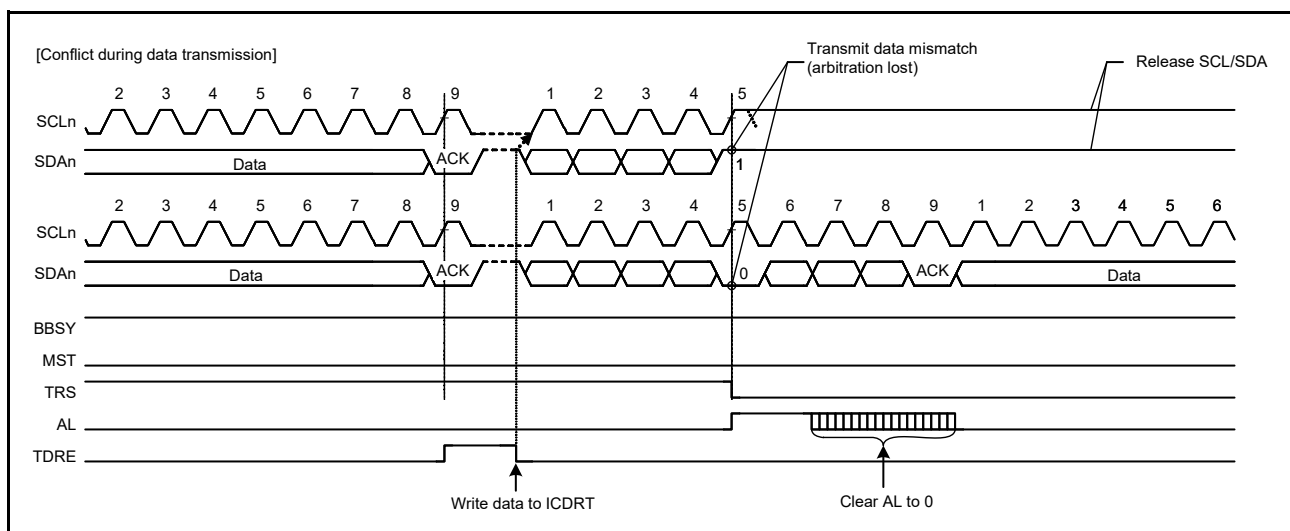 [Conflict during data transmission]
Transmit data mismatch
(arbitration lost)
Release SCL/SDA
2 3 4 5 6 7 8 9 1 2 3 4 5
SCLn
SDAn Data ACK 1
2 3 4 5 6 7 8 9 1 2 3 4 5 6 7 8 9 1 2 3 4 5 6
SCLn
SDAn Data ACK 0 ACK Data
BBSY
MST
TRS
AL
TDRE
Write data to ICDRT
Clear AL to 0